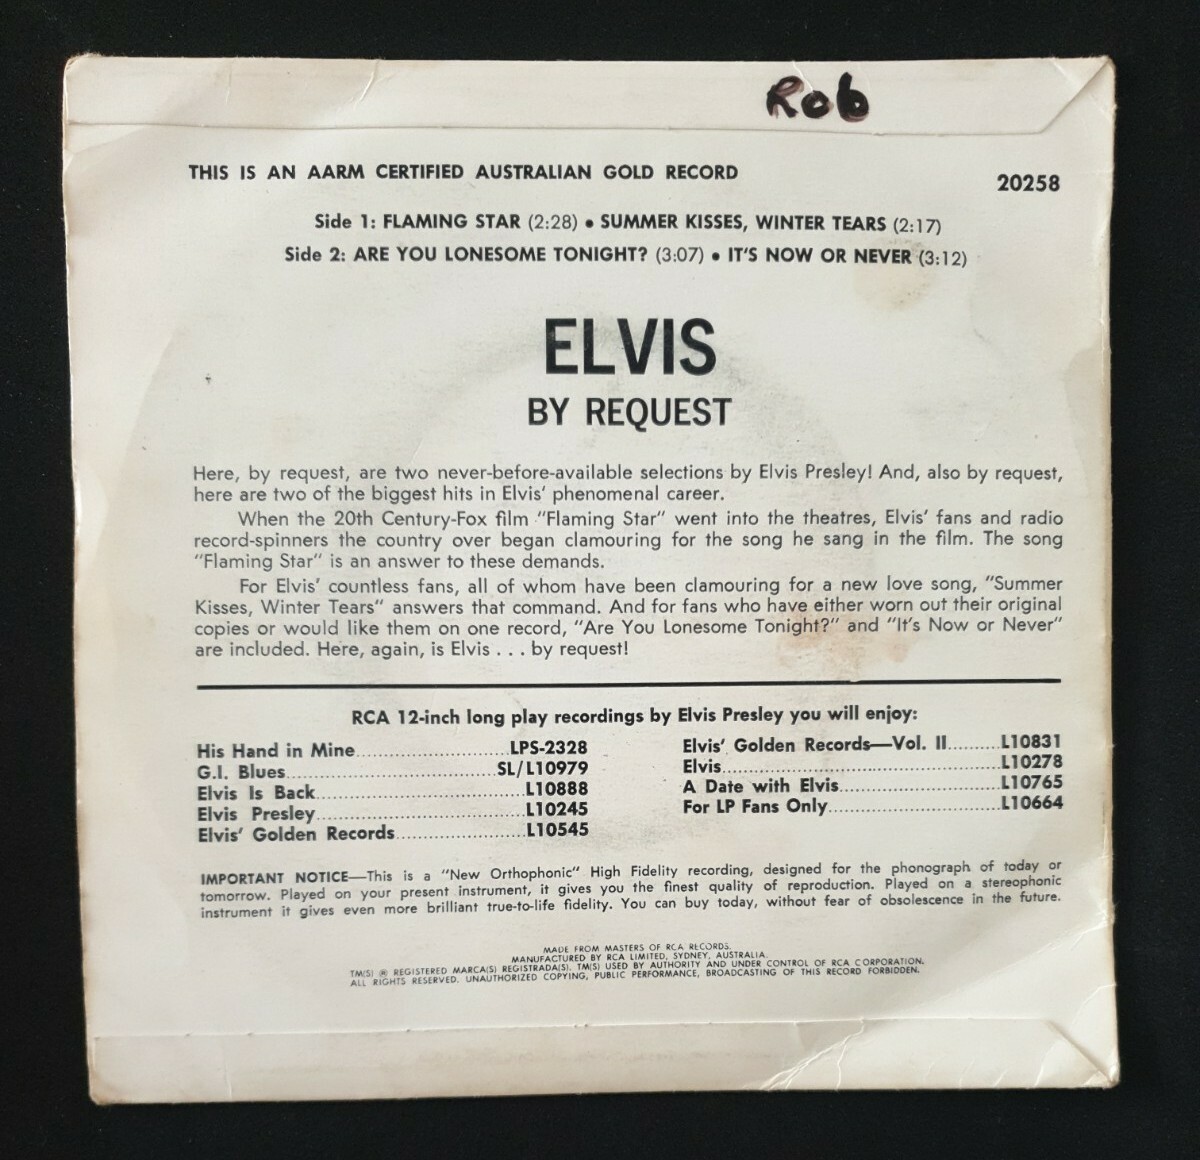 Rob
THIS IS AN AARM CERTIFIED AUSTRALIAN GOLD RECORD
20258
Side 1: FLAMING STAR (2:28) • SUMMER KISSES, WINTER TEARS (2:17)
Side 2: ARE YOU LONESOME TONIGHT? (3:07) • IT'S NOW OR NEVER (3:12)
ELVIS
BY REQUEST
Here, by request, are two never-before-available selections by Elvis Presley! And, also by request,
here are two of the biggest hits in Elvis' phenomenal career.
When the 20th Century-Fox film "Flaming Star" went into the theatres, Elvis' fans and radio
record-spinners the country over began clamouring for the song he sang in the film. The song
"Flaming Star" is an answer to these demands.
For Elvis' countless fans, all of whom have been clamouring for a new love song, "Summer
Kisses, Winter Tears" answers that command. And for fans who have either worn out their original
copies or would like them on one record, "Are You Lonesome Tonight?" and "It's Now or Never"
are included. Here, again, is Elvis . . . by request!
RCA 12-inch long play recordings by Elvis Presley you will enjoy:
His Hand in Mine..........................LPS-2328
G.I. Blues...................................SL/L10979
Elvis Is Back...................................L10888
Elvis Presley...................................L10245
Elvis' Golden Records......................L10545
Elvis' Golden Records—Vol. II.........L10831
Elvis...............................................L10278
A Date with Elvis...........................L10765
For LP Fans Only.............................L10664
IMPORTANT NOTICE—This is a "New Orthophonic" High Fidelity recording, designed for the phonograph of today or
tomorrow. Played on your present instrument, it gives you the finest quality of reproduction. Played on a stereophonic
instrument it gives even more brilliant true-to-life fidelity. You can buy today, without fear of obsolescence in the future.
MADE FROM MASTERS OF RCA RECORDS.
MANUFACTURED BY RCA LIMITED, SYDNEY, AUSTRALIA.
TM(S) ® REGISTERED MARCA(S) REGISTRADA(S). TM(S) USED BY AUTHORITY AND UNDER CONTROL OF RCA CORPORATION.
ALL RIGHTS RESERVED. UNAUTHORIZED COPYING, PUBLIC PERFORMANCE, BROADCASTING OF THIS RECORD FORBIDDEN.